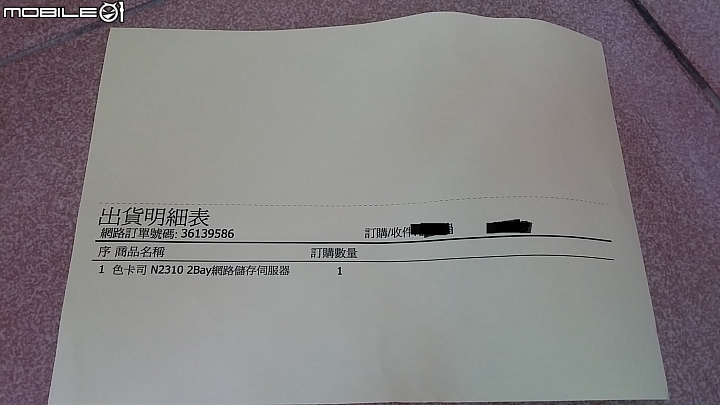 MOBILE01
出貨明細表
網路訂單號碼: 36139586 訂購/收件
序 商品名稱 訂購數量
1 色卡司 N2310 2Bay網路儲存伺服器 1